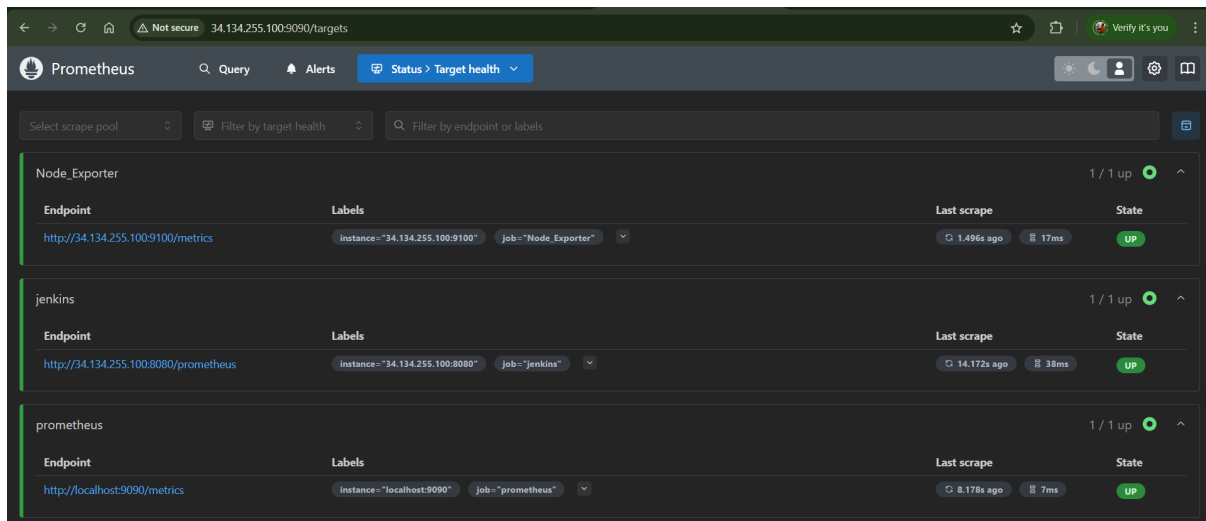 Not secure 34.134.255.100:9090/targets Verify it's you
Prometheus Query Alerts Status > Target health
Select scrape pool Filter by target health Filter by endpoint or labels
Node_Exporter 1 / 1 up
Endpoint Labels Last scrape State
http://34.134.255.100:9100/metrics instance="34.134.255.100:9100" job="Node_Exporter" 1.496s ago 17ms UP
jenkins 1 / 1 up
Endpoint Labels Last scrape State
http://34.134.255.100:8080/prometheus instance="34.134.255.100:8080" job="jenkins" 14.172s ago 38ms UP
prometheus 1 / 1 up
Endpoint Labels Last scrape State
http://localhost:9090/metrics instance="localhost:9090" job="prometheus" 8.178s ago 7ms UP